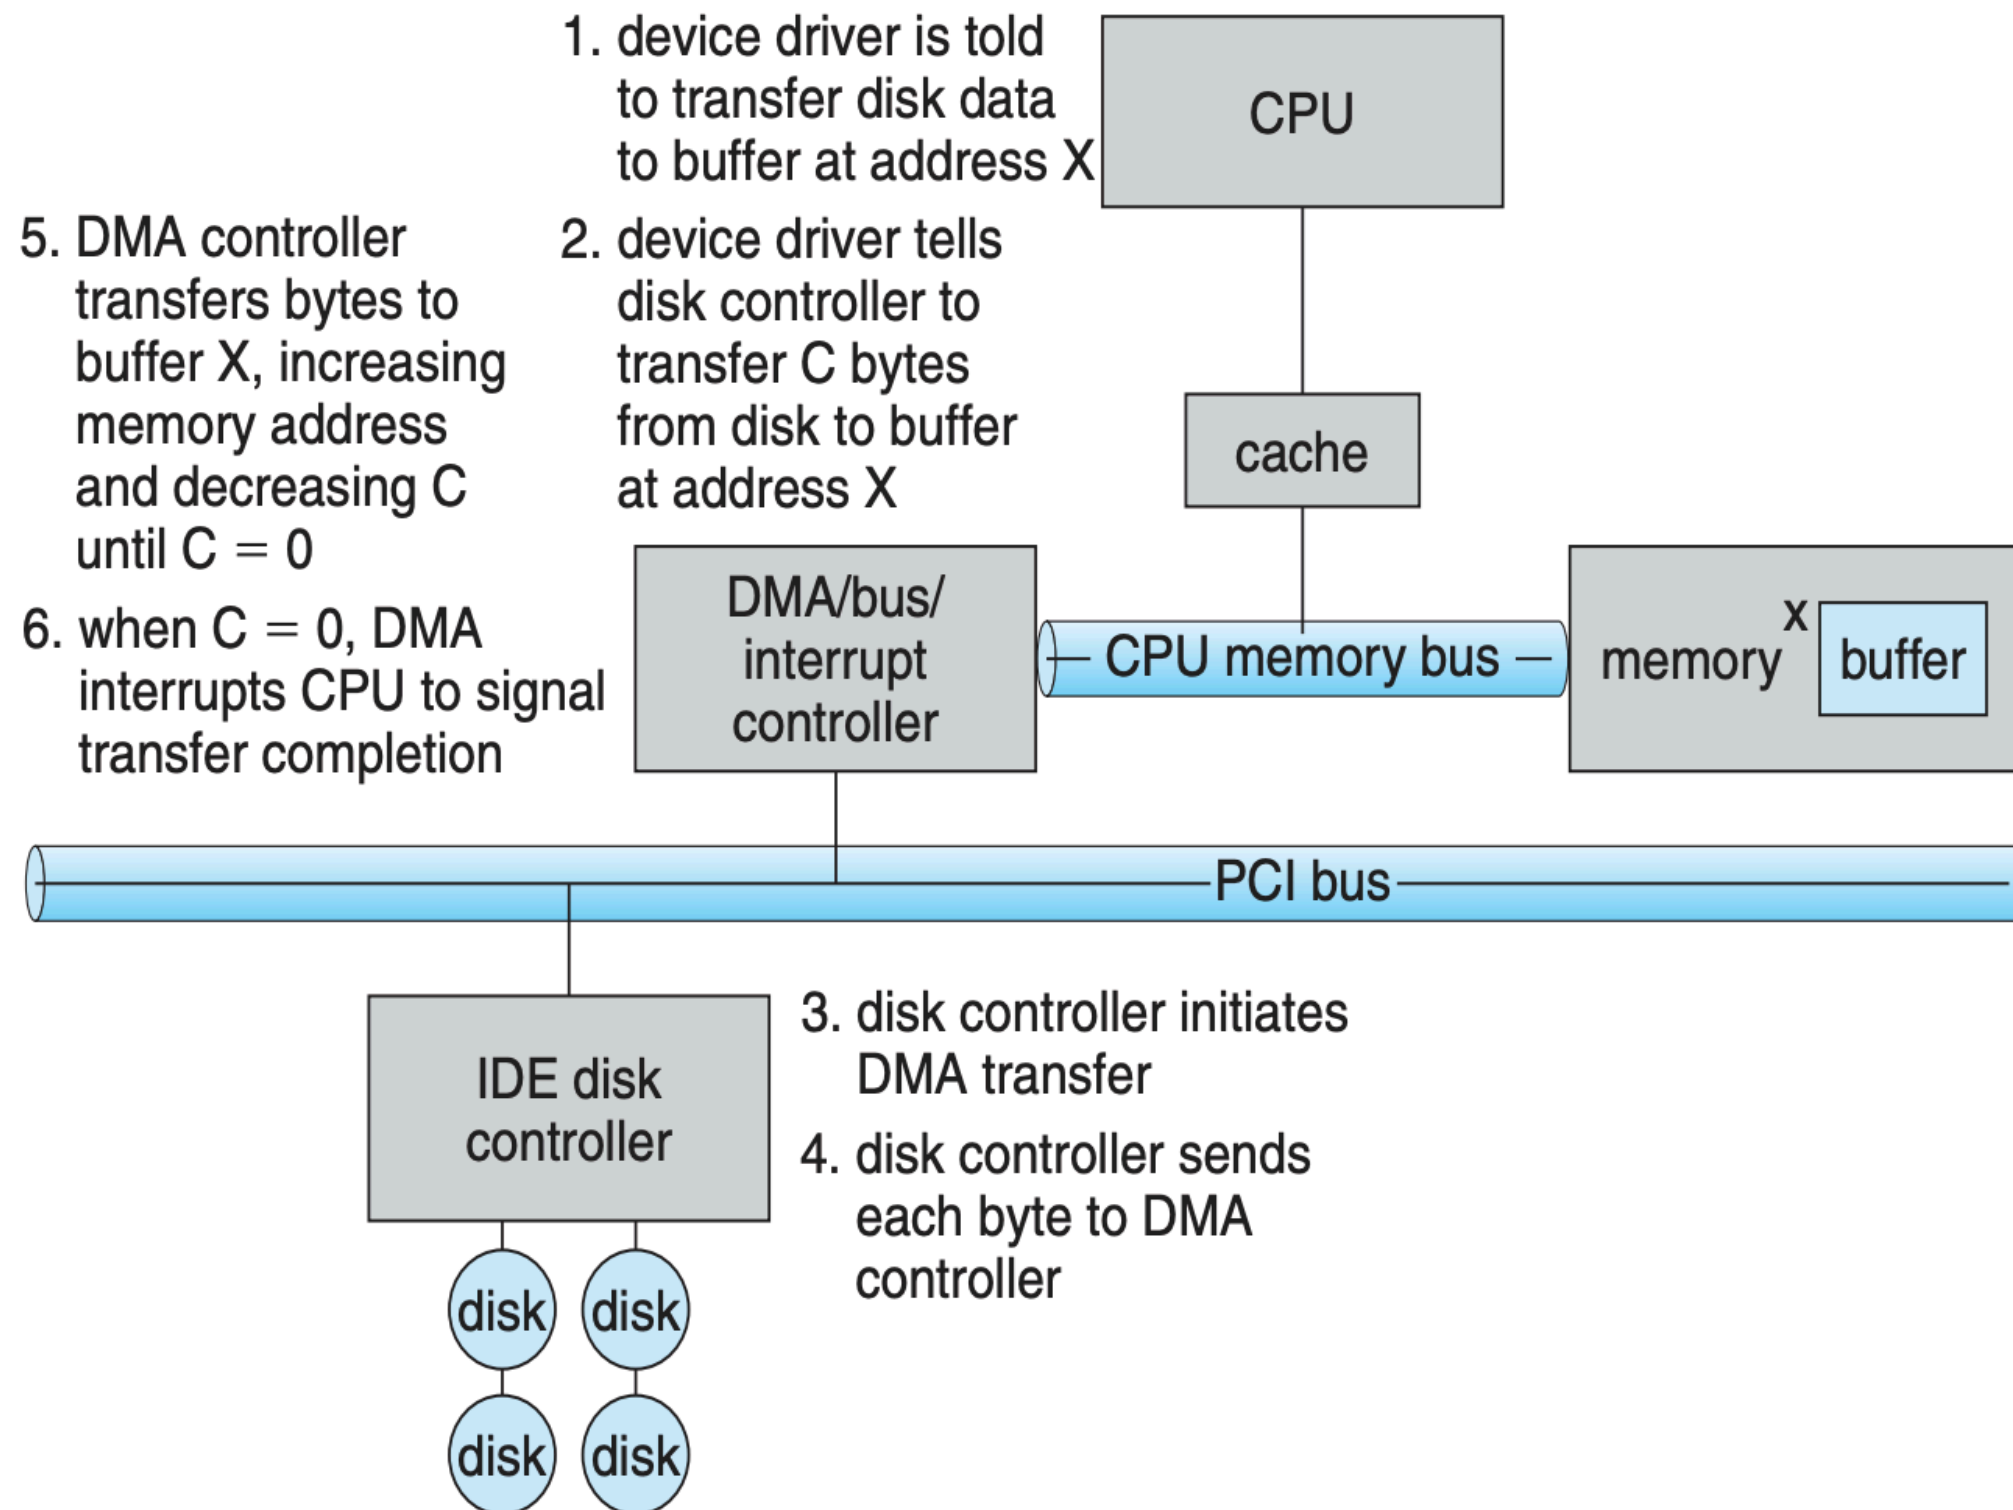 1. device driver is told
to transfer disk data
to buffer at address X
CPU
5. DMA controller
transfers bytes to
buffer X, increasing
memory address
and decreasing C
until C = 0
2. device driver tells
disk controller to
transfer C bytes
from disk to buffer
at address X
cache
6. when C = 0, DMA
interrupts CPU to signal
transfer completion
DMA/bus/
interrupt
controller
CPU memory bus
memory
x
buffer
PCI bus
IDE disk
controller
3. disk controller initiates
DMA transfer
4. disk controller sends
each byte to DMA
controller
disk
disk
disk
disk